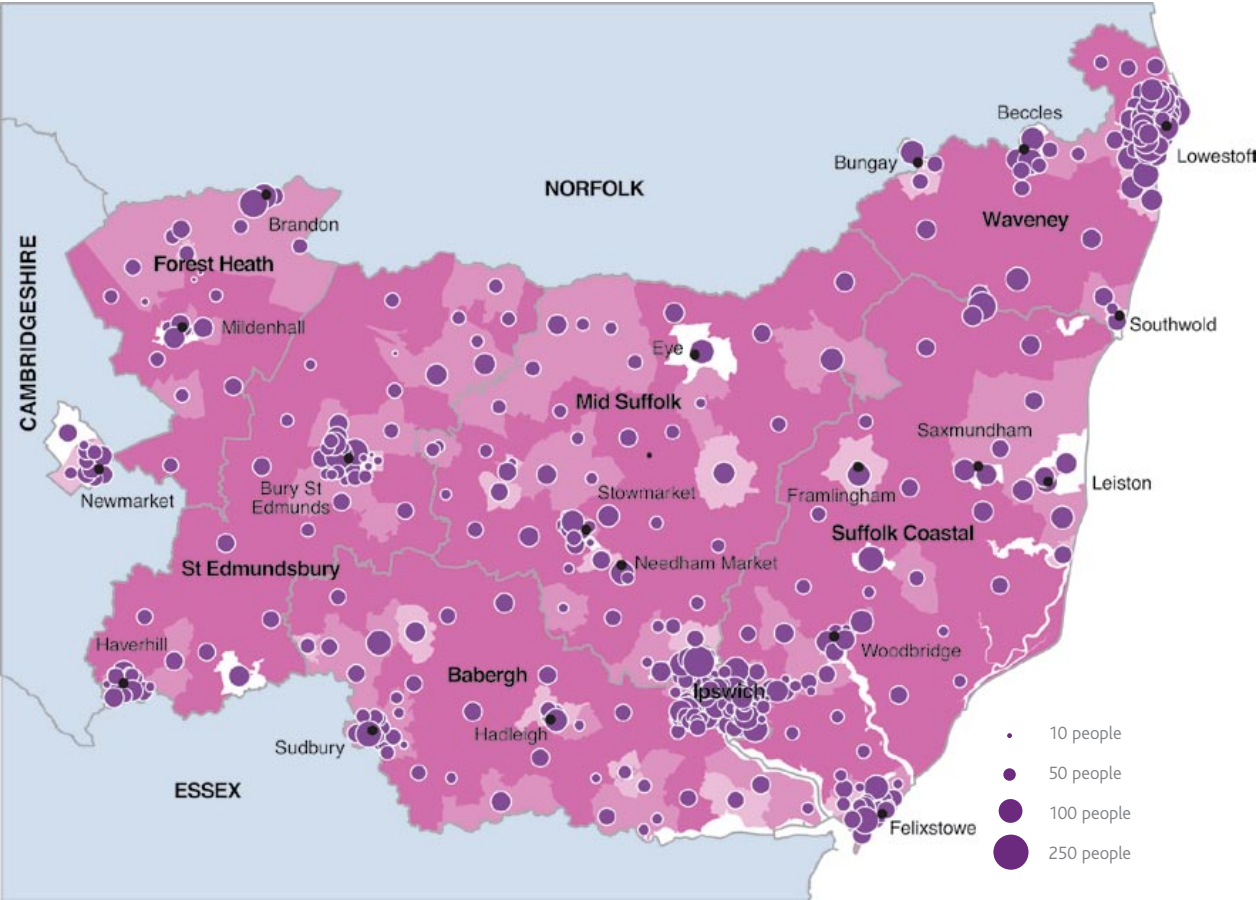 Beccles
Lowestoft
Bungay
NORFOLK
Waveney
Brandon
CAMBRIDGESHIRE
Forest Heath
Mildenhall
Southwold
Eye
Mid Suffolk
Saxmundham
Newmarket
Bury St
Edmunds
Stowmarket
Framlingham
Leiston
Suffolk Coastal
St Edmundsbury
Needham Market
Haverhill
Woodbridge
Babergh
Ipswich
Hadleigh
Sudbury
ESSEX
Felixstowe
10 people
50 people
100 people
250 people